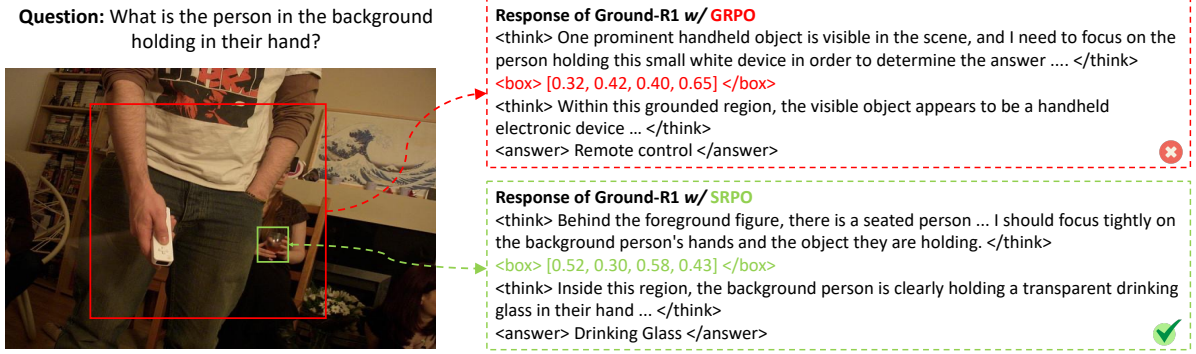 Question: What is the person in the background
holding in their hand?
Response of Ground-R1 w/ GRPO
<think> One prominent handheld object is visible in the scene, and I need to focus on the
person holding this small white device in order to determine the answer .... </think>
<box> [0.32, 0.42, 0.40, 0.65] </box>
<think> Within this grounded region, the visible object appears to be a handheld
electronic device ... </think>
<answer> Remote control </answer>
Response of Ground-R1 w/ SRPO
<think> Behind the foreground figure, there is a seated person ... I should focus tightly on
the background person's hands and the object they are holding. </think>
<box> [0.52, 0.30, 0.58, 0.43] </box>
<think> Inside this region, the background person is clearly holding a transparent drinking
glass in their hand ... </think>
<answer> Drinking Glass </answer>